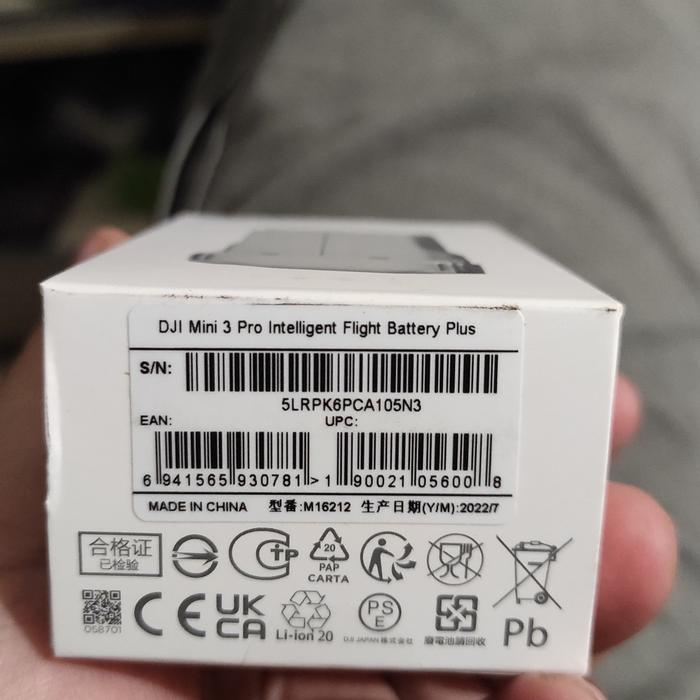 DJI Mini 3 Pro Intelligent Flight Battery Plus
S/N:
5LRPK6PCA105N3
EAN: UPC:
6 941565 930781 > 1 90021 05600 8
MADE IN CHINA 型番:M16212 生产日期(Y/M):2022/7
合格证
已检验
20
PAP
CARTA
058701
CE
UK
CA
Li-ion 20
PS
E
DJI JAPAN 株式会社
廢電池請回收
Pb